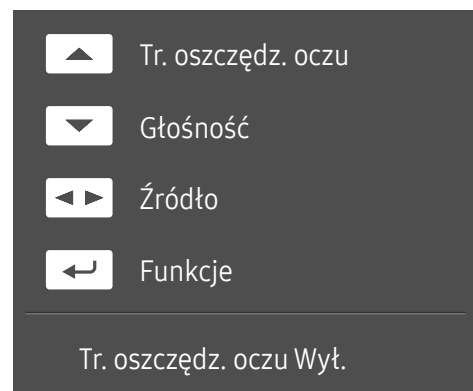 Tr. oszczędz. oczu
Głośność
Źródło
Funkcje
Tr. oszczędz. oczu Wył.